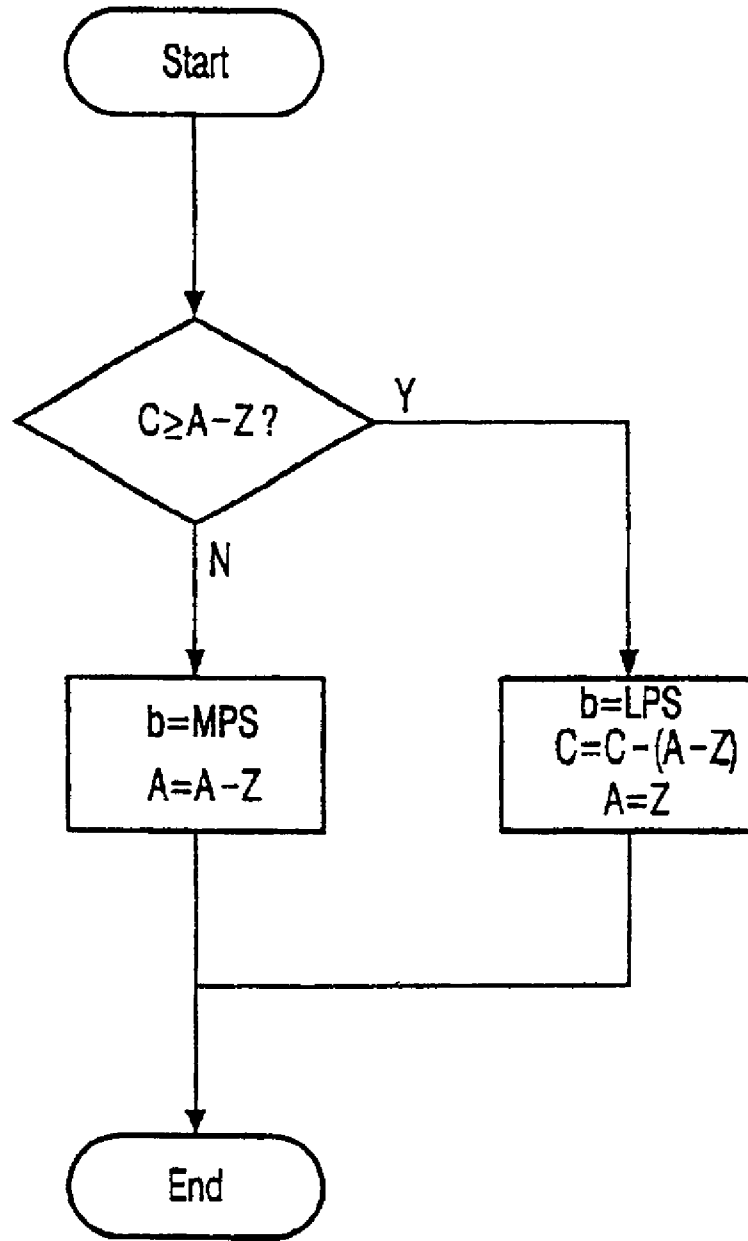 Start
C≥A-Z?
Y
N
b=MPS
A=A-Z
b=LPS
C=C-(A-Z)
A=Z
End